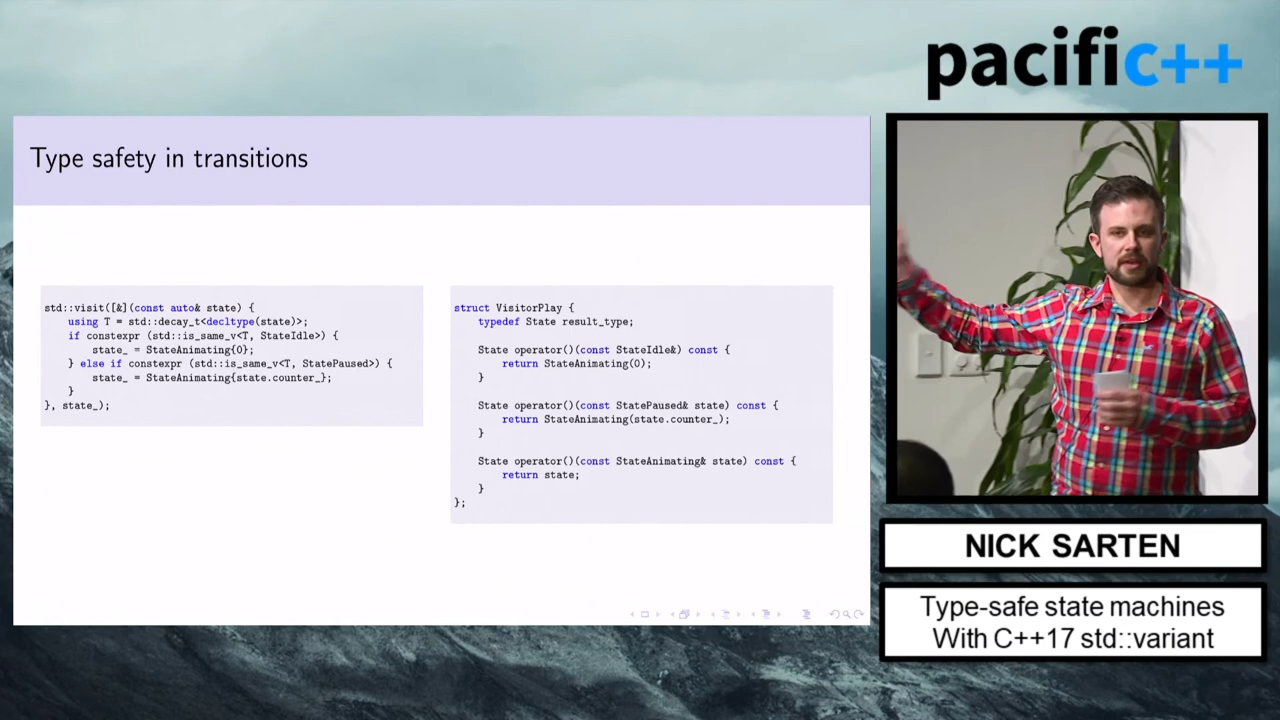 pacific++
Type safety in transitions
std::visit([&](const auto& state) {
    using T = std::decay_t<decltype(state)>;
    if constexpr (std::is_same_v<T, StateIdle>) {
        state_ = StateAnimating{0};
    } else if constexpr (std::is_same_v<T, StatePaused>) {
        state_ = StateAnimating{state.counter_};
    }
}, state_);
struct VisitorPlay {
    typedef State result_type;
    State operator()(const StateIdle&) const {
        return StateAnimating(0);
    }
    State operator()(const StatePaused& state) const {
        return StateAnimating(state.counter_);
    }
    State operator()(const StateAnimating& state) const {
        return state;
    }
};
NICK SARTEN
Type-safe state machines
With C++17 std::variant